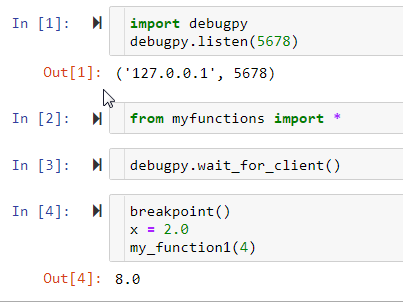 In [1]: import debugpy
debugpy.listen(5678)
Out[1]: ('127.0.0.1', 5678)
In [2]: from myfunctions import *
In [3]: debugpy.wait_for_client()
In [4]: breakpoint()
x = 2.0
my_function1(4)
Out[4]: 8.0